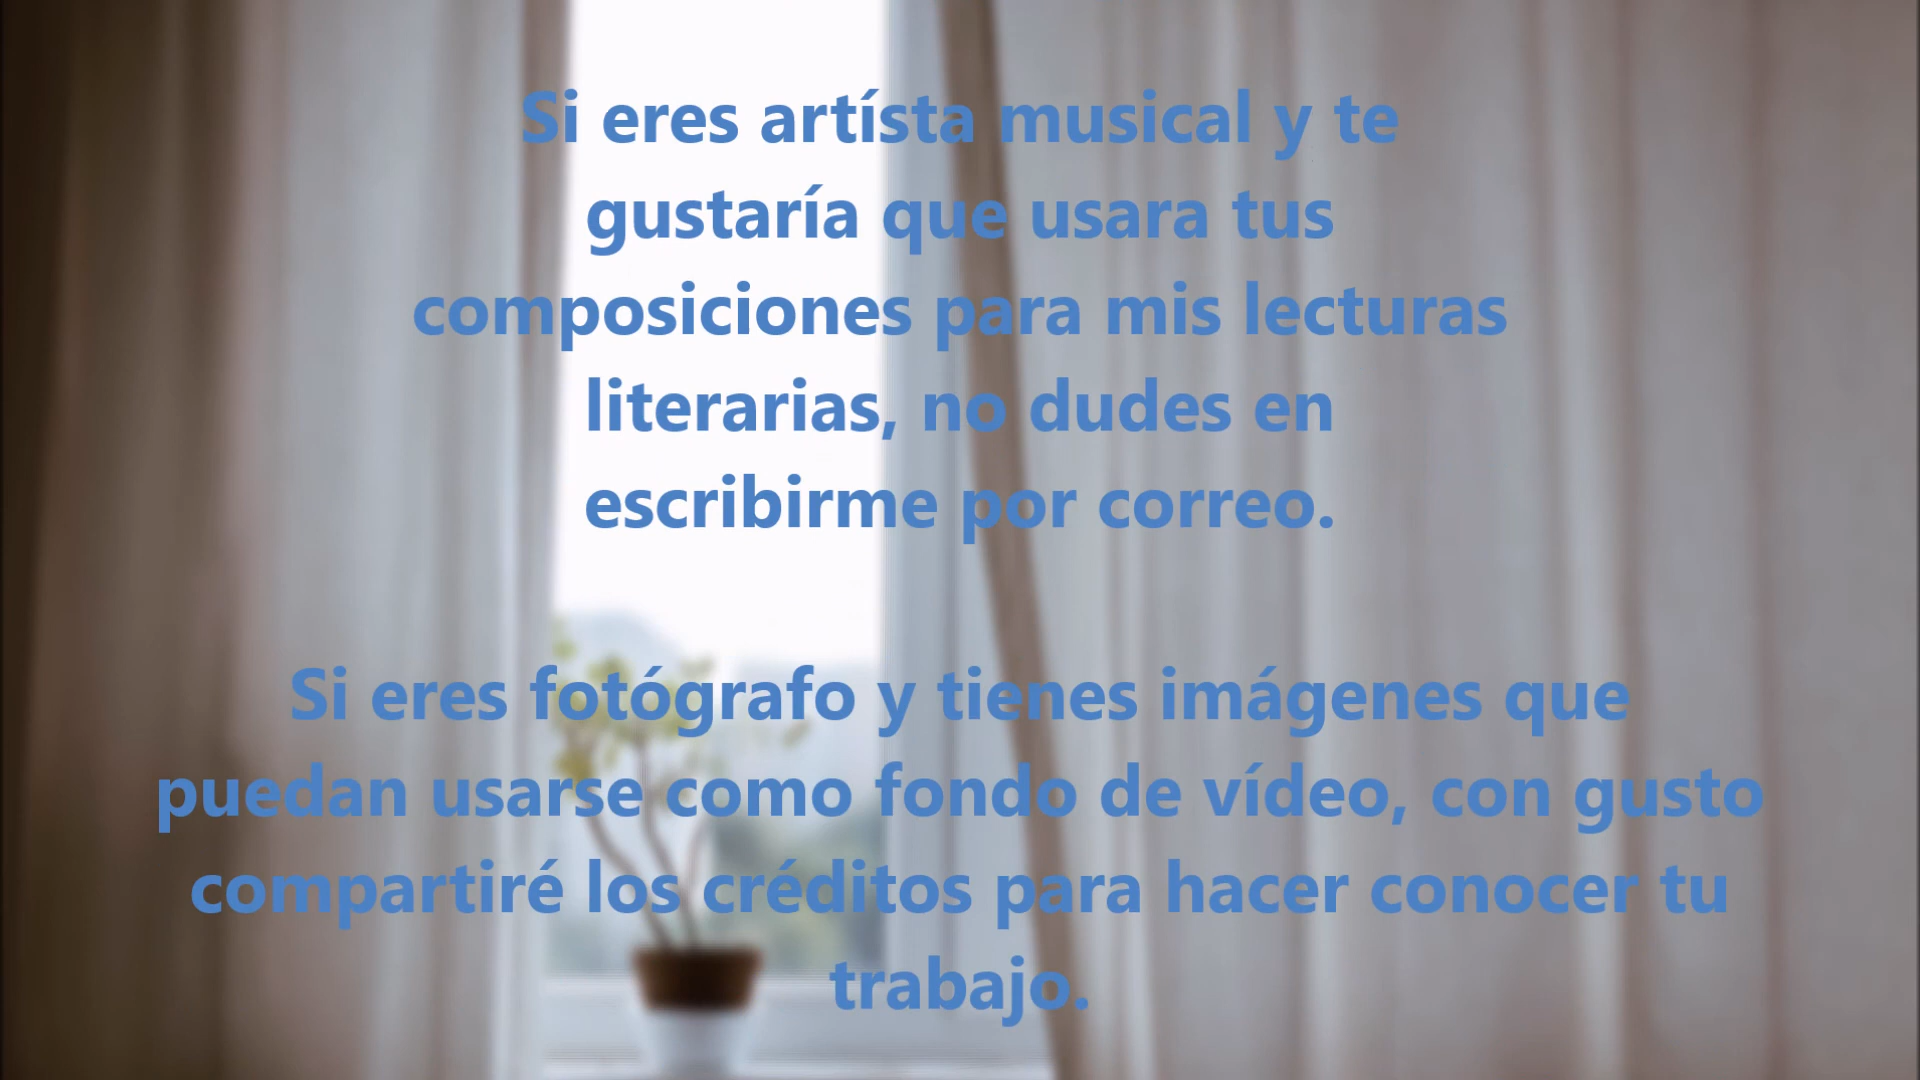 Si eres artísta musical y te
gustaría que usara tus
composiciones para mis lecturas
literarias, no dudes en
escribirme por correo.
Si eres fotógrafo y tienes imágenes que
puedan usarse como fondo de vídeo, con gusto
compartiré los créditos para hacer conocer tu
trabajo.